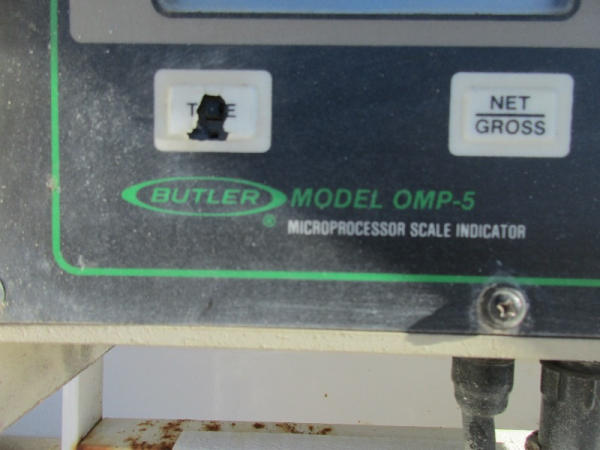 NET
GROSS
BUTLER MODEL OMP-5
® MICROPROCESSOR SCALE INDICATOR